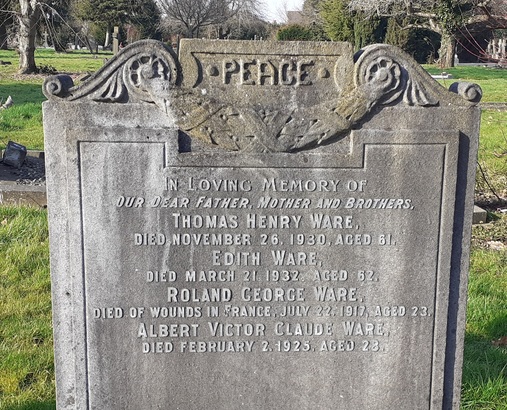 · PEACE ·
IN LOVING MEMORY OF
OUR DEAR FATHER, MOTHER AND BROTHERS,
THOMAS HENRY WARE,
DIED NOVEMBER 26, 1930, AGED 61.
EDITH WARE,
DIED MARCH 21, 1932, AGED 62.
ROLAND GEORGE WARE,
DIED OF WOUNDS IN FRANCE, JULY 22, 1917, AGED 23.
ALBERT VICTOR CLAUDE WARE,
DIED FEBRUARY 2, 1925, AGED 23.